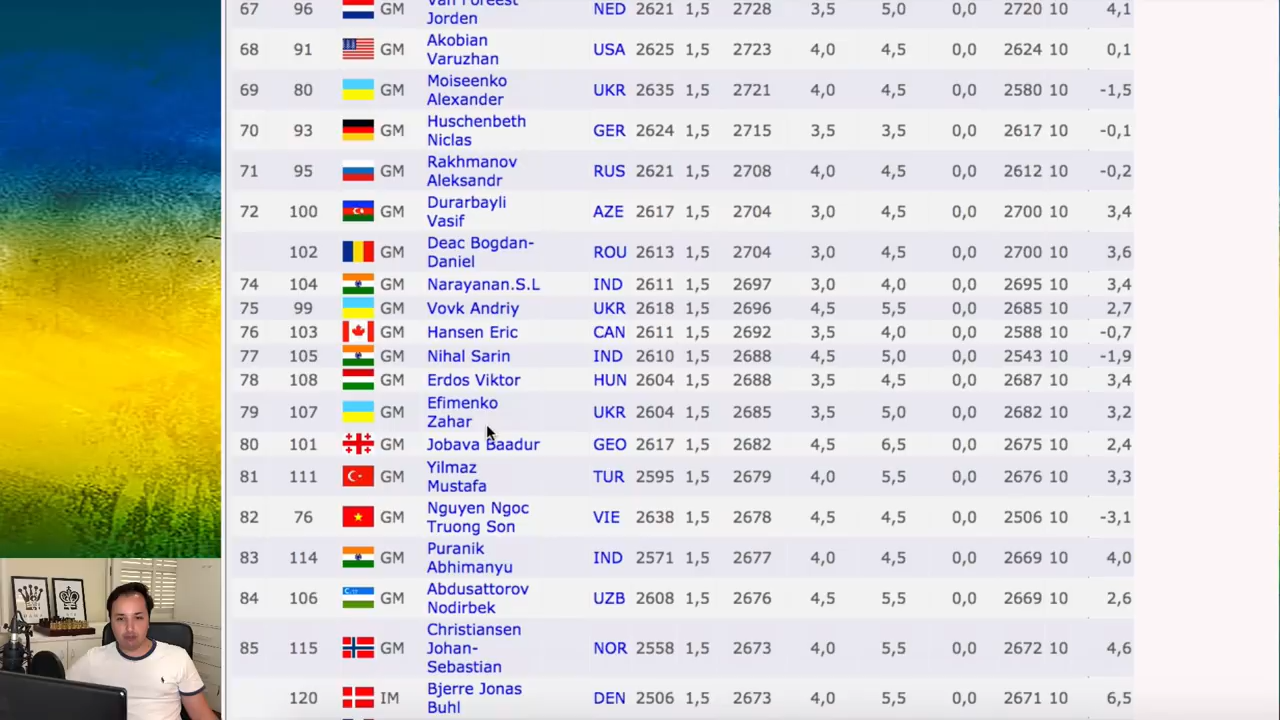 67 96 GM Van Foreest Jorden NED 2621 1,5 2728 3,5 5,0 2720 10 4,1
68 91 GM Akobian Varuzhan USA 2625 1,5 2723 4,0 4,5 0,0 2624 10 0,1
69 80 GM Moiseenko Alexander UKR 2635 1,5 2721 4,0 4,5 0,0 2580 10 -1,5
70 93 GM Huschenbeth Niclas GER 2624 1,5 2715 3,5 3,5 0,0 2617 10 -0,1
71 95 GM Rakhmanov Aleksandr RUS 2621 1,5 2708 4,0 4,0 0,0 2612 10 -0,2
72 100 GM Durarbayli Vasif AZE 2617 1,5 2704 3,0 4,5 0,0 2700 10 3,4
102 GM Deac Bogdan-Daniel ROU 2613 1,5 2704 3,0 4,5 0,0 2700 10 3,6
74 104 GM Narayanan.S.L IND 2611 1,5 2697 3,0 4,0 0,0 2695 10 3,4
75 99 GM Vovk Andriy UKR 2618 1,5 2696 4,5 5,5 0,0 2685 10 2,7
76 103 GM Hansen Eric CAN 2611 1,5 2692 3,5 4,0 0,0 2588 10 -0,7
77 105 GM Nihal Sarin IND 2610 1,5 2688 4,5 5,0 0,0 2543 10 -1,9
78 108 GM Erdos Viktor HUN 2604 1,5 2688 3,5 4,5 0,0 2687 10 3,4
79 107 GM Efimenko Zahar UKR 2604 1,5 2685 3,5 5,0 0,0 2682 10 3,2
80 101 GM Jobava Baadur GEO 2617 1,5 2682 4,5 6,5 0,0 2675 10 2,4
81 111 GM Yilmaz Mustafa TUR 2595 1,5 2679 4,0 5,5 0,0 2676 10 3,3
82 76 GM Nguyen Ngoc Truong Son VIE 2638 1,5 2678 4,5 4,5 0,0 2506 10 -3,1
83 114 GM Puranik Abhimanyu IND 2571 1,5 2677 4,0 4,5 0,0 2669 10 4,0
84 106 GM Abdusattorov Nodirbek UZB 2608 1,5 2676 4,5 5,5 0,0 10 2,6
85 115 GM Christiansen Johan-Sebastian NOR 2558 1,5 2673 4,0 5,5 0,0 2672 10 4,6
120 IM Bjerre Jonas Buhl DEN 2506 1,5 2673 4,0 5,5 0,0 2671 10 6,5